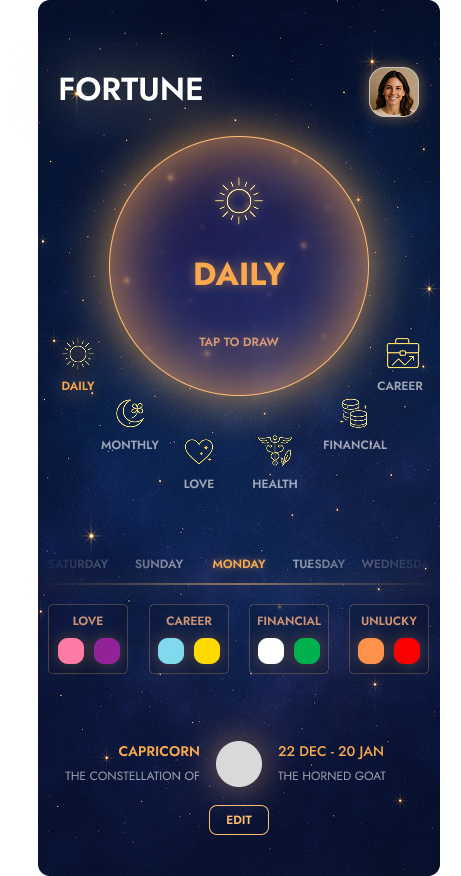 FORTUNE
DAILY
TAP TO DRAW
DAILY
CAREER
MONTHLY
FINANCIAL
LOVE
HEALTH
SATURDAY SUNDAY MONDAY TUESDAY WEDNESD
LOVE CAREER FINANCIAL UNLUCKY
CAPRICORN 22 DEC - 20 JAN
THE CONSTELLATION OF THE HORNED GOAT
EDIT